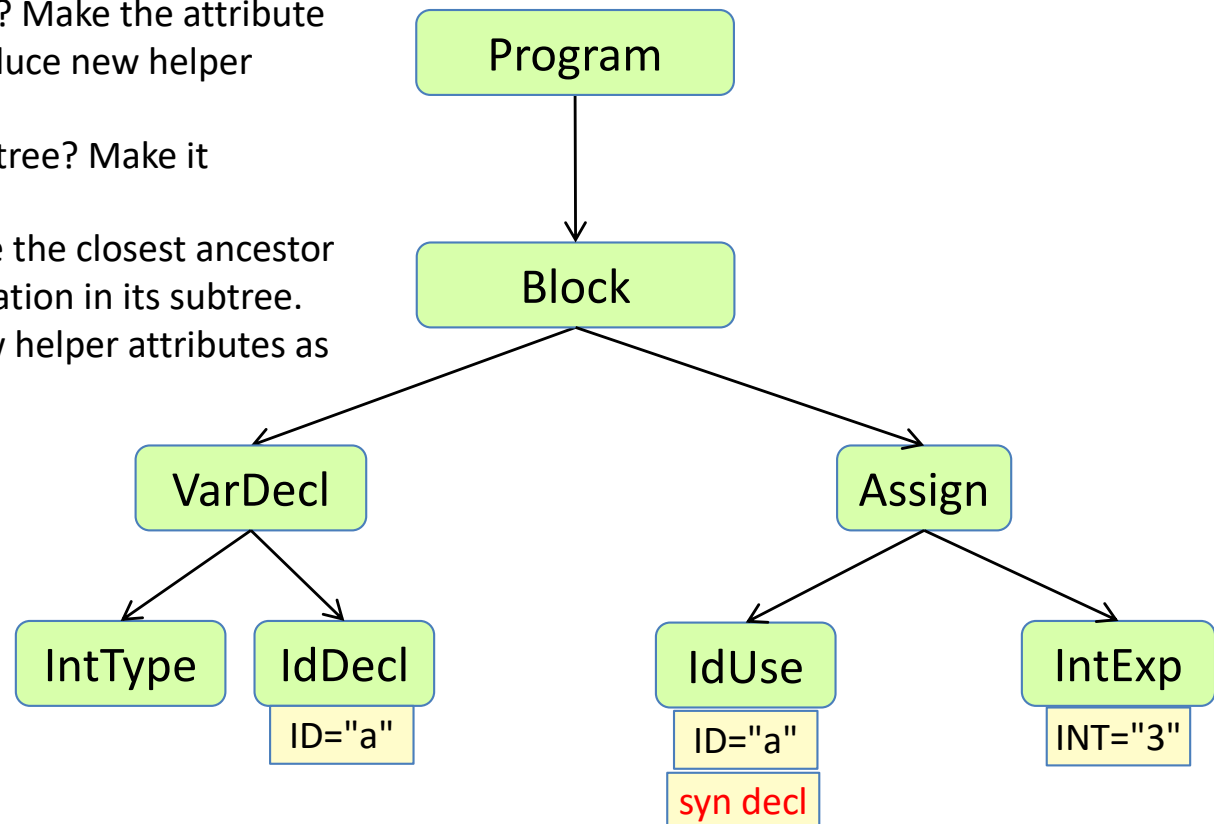 ? Make the attribute
duce new helper
tree? Make it
e the closest ancestor
ation in its subtree.
helper attributes as
Program
Block
VarDecl
Assign
IntType
IdDecl
IdUse
IntExp
ID="a"
ID="a"
INT="3"
syn decl